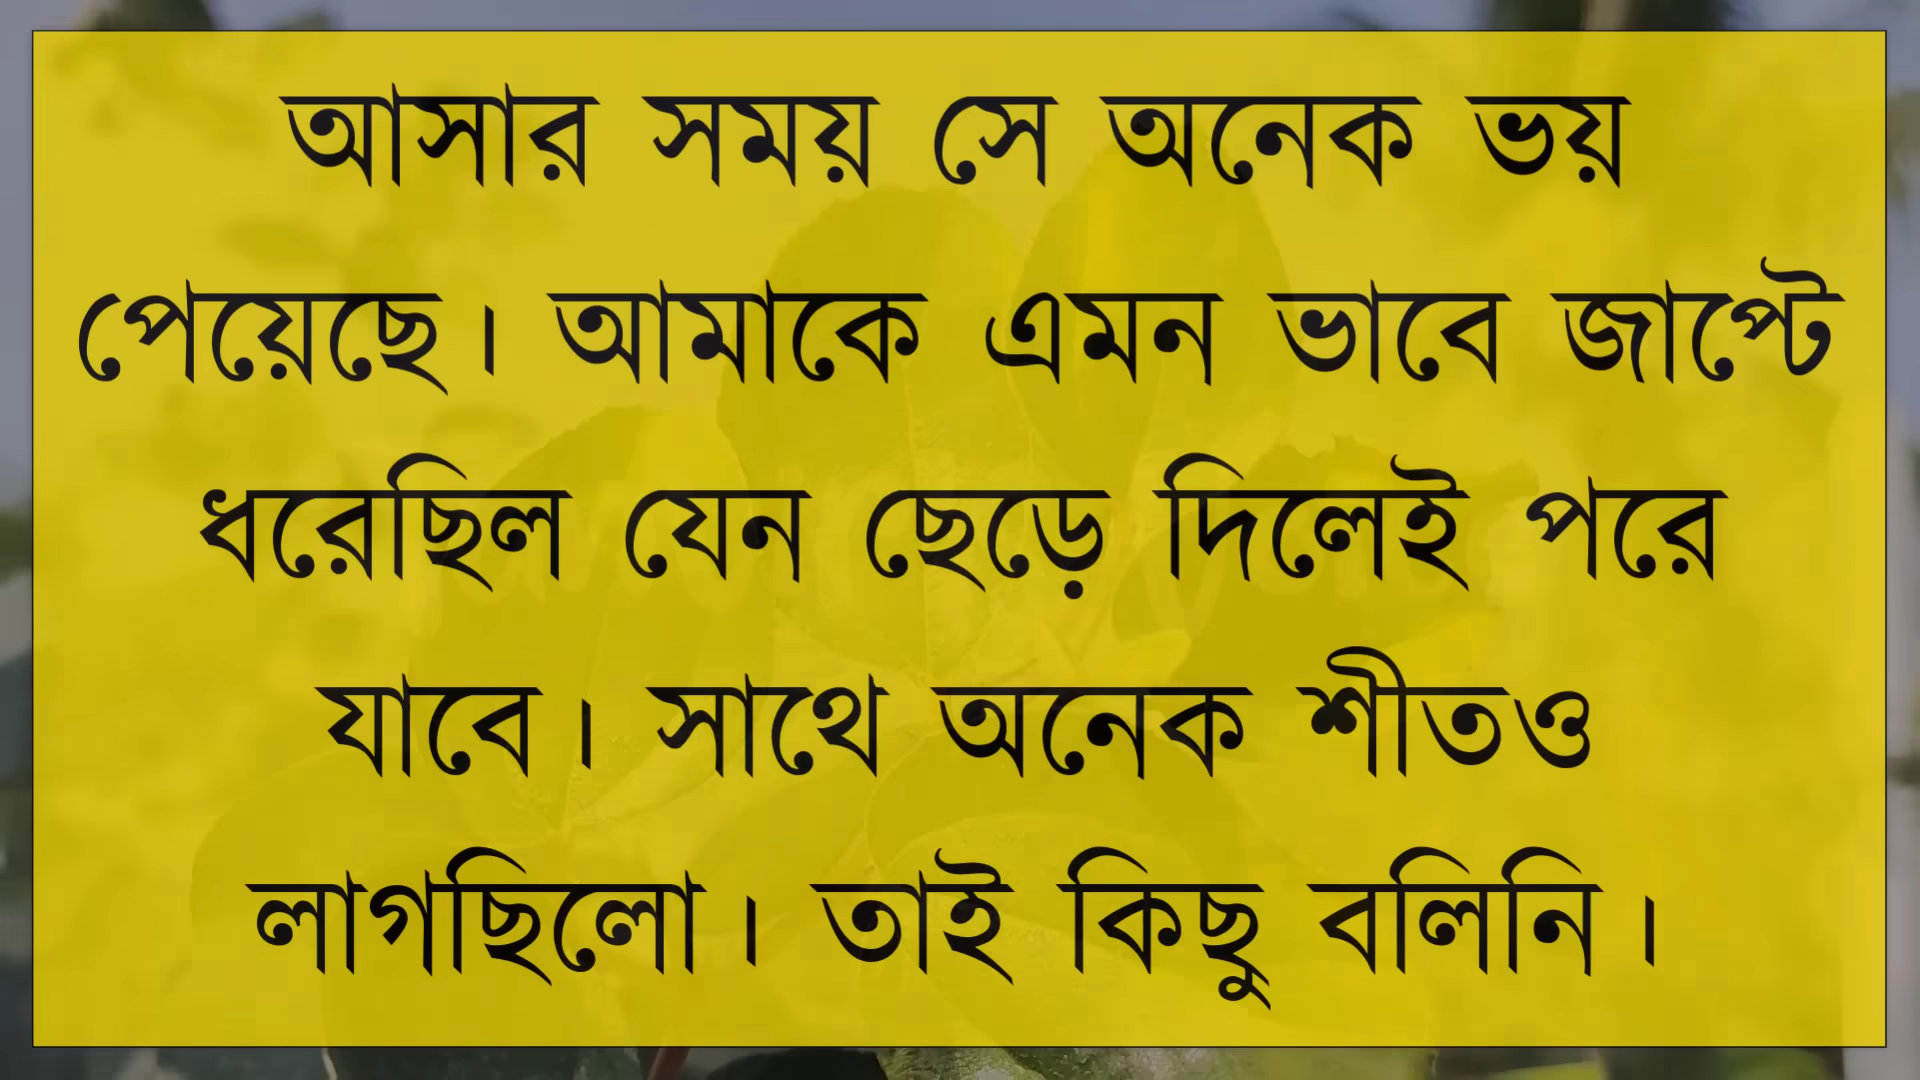 আসার সময় সে অনেক ভয়
পেয়েছে। আমাকে এমন ভাবে জাপ্টে
ধরেছিল যেন ছেড়ে দিলেই পরে
যাবে। সাথে অনেক শীতও
লাগছিলো। তাই কিছু বলিনি।